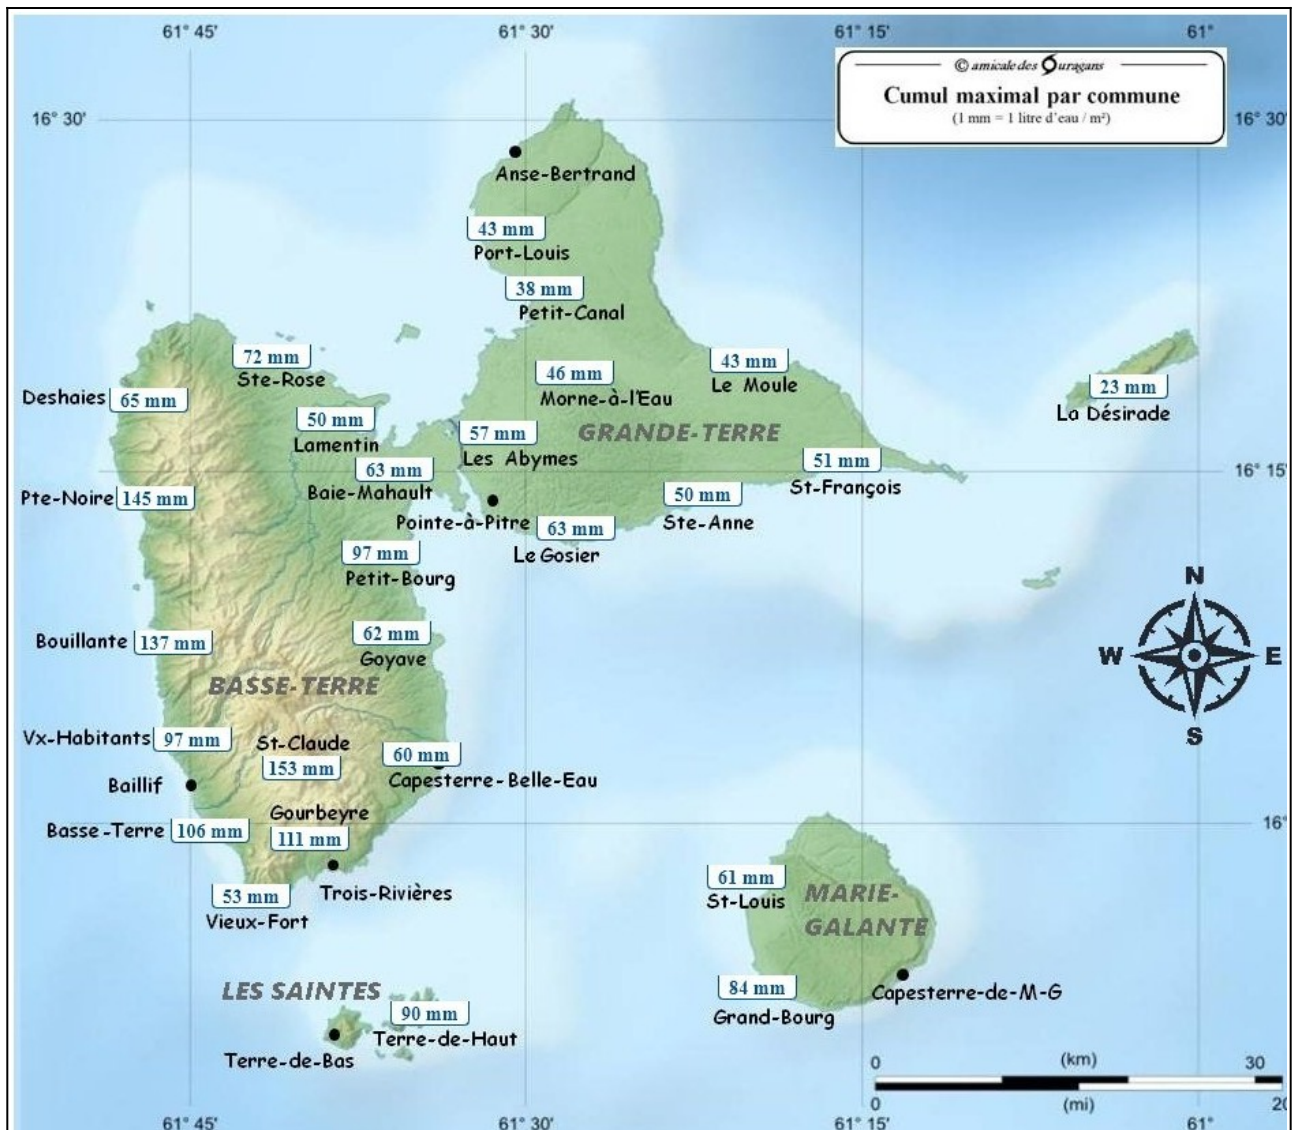 61° 45'
61° 30'
61° 15'
61°
© amicale des Ouragans
Cumul maximal par commune
(1 mm = 1 litre d'eau / m²)
16° 30'
16° 30'
Anse-Bertrand
43 mm
Port-Louis
38 mm
Petit-Canal
72 mm
Ste-Rose
43 mm
Le Moule
46 mm
Morne-à-l'Eau
23 mm
La Désirade
Deshaies
65 mm
50 mm
Lamentin
57 mm
Les Abymes
GRANDE-TERRE
51 mm
St-François
16° 15'
63 mm
Baie-Mahault
Pte-Noire
145 mm
50 mm
Ste-Anne
Pointe-à-Pitre
63 mm
Le Gosier
97 mm
Petit-Bourg
N
W
E
S
Bouillante
137 mm
62 mm
Goyave
BASSE-TERRE
Vx-Habitants
97 mm
St-Claude
153 mm
60 mm
Capesterre-Belle-Eau
Baillif
Gourbeyre
111 mm
Basse-Terre
106 mm
16°
Trois-Rivières
53 mm
Vieux-Fort
61 mm
St-Louis
MARIE-
GALANTE
84 mm
Grand-Bourg
Capesterre-de-M-G
LES SAINTES
90 mm
Terre-de-Haut
Terre-de-Bas
0
(km)
30
0
(mi)
20
61° 45'
61° 30'
61° 15'
61°